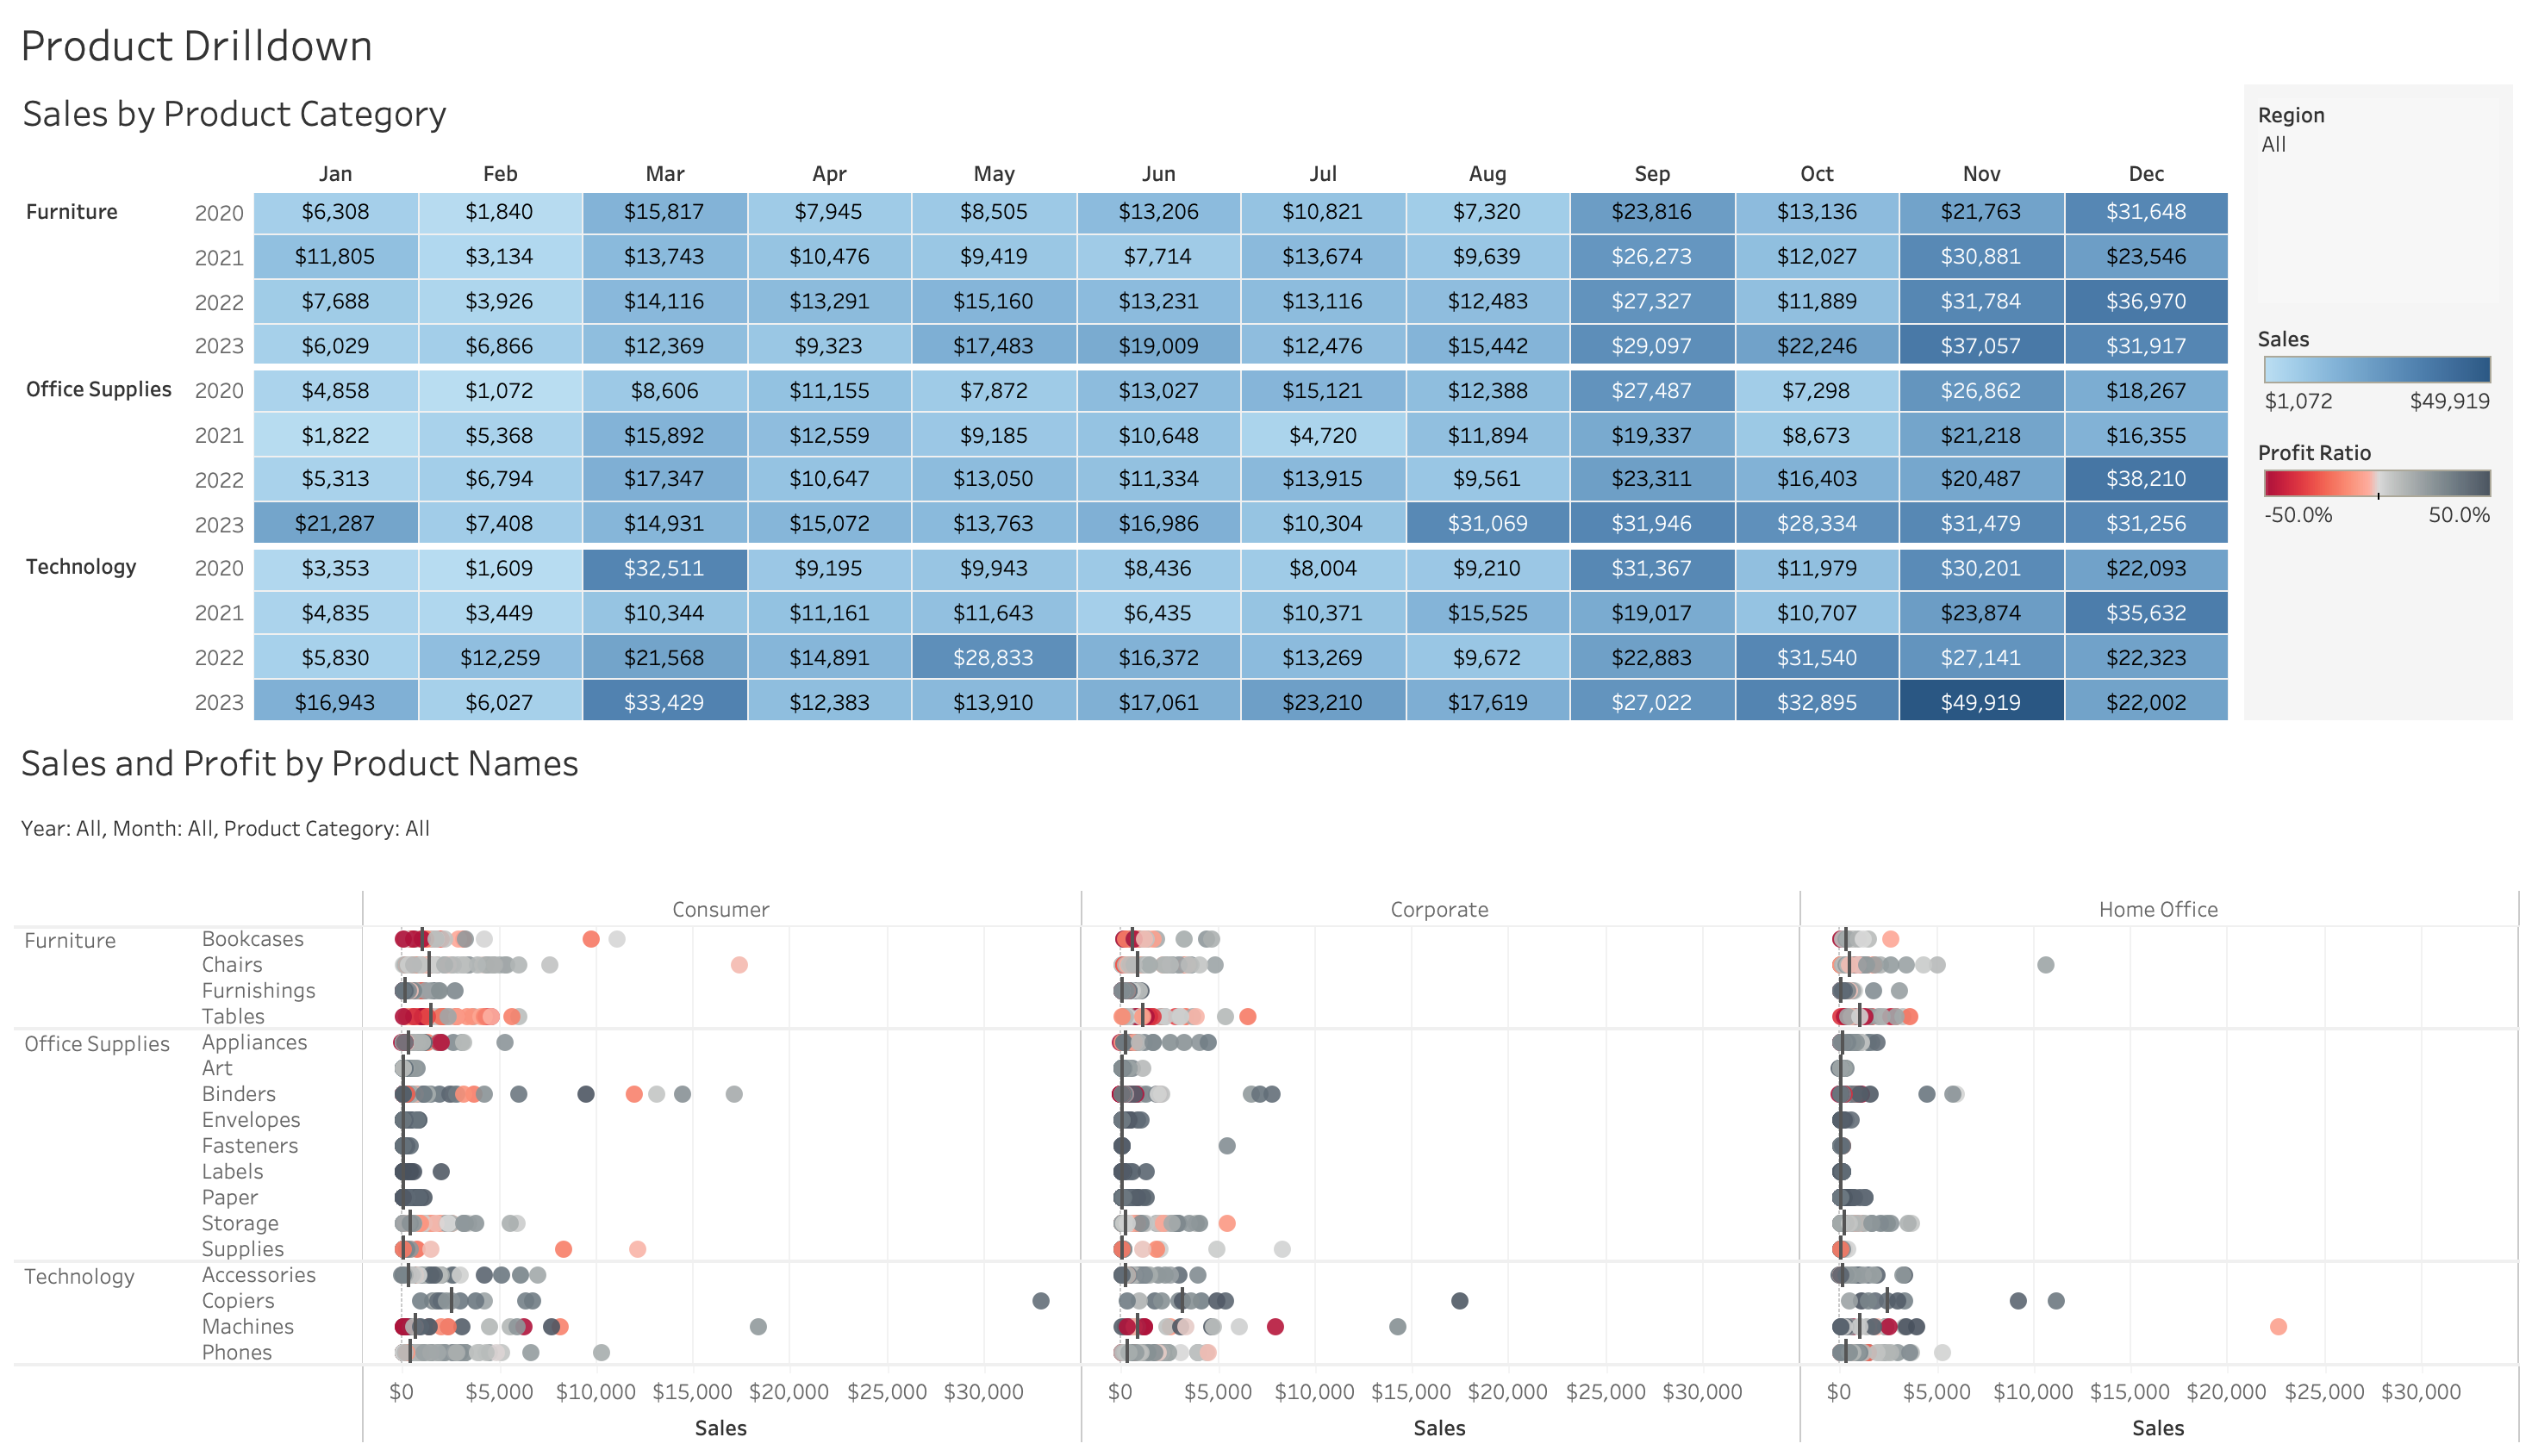 Product Drilldown
Sales by Product Category
Jan Feb Mar Apr May Jun Jul Aug Sep Oct Nov Dec
Furniture 2020 $6,308 $1,840 $15,817 $7,945 $8,505 $13,206 $10,821 $7,320 $23,816 $13,136 $21,763 $31,648
2021 $11,805 $3,134 $13,743 $10,476 $9,419 $7,714 $13,674 $9,639 $26,273 $12,027 $30,881 $23,546
2022 $7,688 $3,926 $14,116 $13,291 $15,160 $13,231 $13,116 $12,483 $27,327 $11,889 $31,784 $36,970
2023 $6,029 $6,866 $12,369 $9,323 $17,483 $19,009 $12,476 $15,442 $29,097 $22,246 $37,057 $31,917
Office Supplies 2020 $4,858 $1,072 $8,606 $11,155 $7,872 $13,027 $15,121 $12,388 $27,487 $7,298 $26,862 $18,267
2021 $1,822 $5,368 $15,892 $12,559 $9,185 $10,648 $4,720 $11,894 $19,337 $8,673 $21,218 $16,355
2022 $5,313 $6,794 $17,347 $10,647 $13,050 $11,334 $13,915 $9,561 $23,311 $16,403 $20,487 $38,210
2023 $21,287 $7,408 $14,931 $15,072 $13,763 $16,986 $10,304 $31,069 $31,946 $28,334 $31,479 $31,256
Technology 2020 $3,353 $1,609 $32,511 $9,195 $9,943 $8,436 $8,004 $9,210 $31,367 $11,979 $30,201 $22,093
2021 $4,835 $3,449 $10,344 $11,161 $11,643 $6,435 $10,371 $15,525 $19,017 $10,707 $23,874 $35,632
2022 $5,830 $12,259 $21,568 $14,891 $28,833 $16,372 $13,269 $9,672 $22,883 $31,540 $27,141 $22,323
2023 $16,943 $6,027 $33,429 $12,383 $13,910 $17,061 $23,210 $17,619 $27,022 $32,895 $49,919 $22,002
Region
All
Sales
$1,072 $49,919
Profit Ratio
-50.0% 50.0%
Sales and Profit by Product Names
Year: All, Month: All, Product Category: All
Consumer Corporate Home Office
Furniture Bookcases
Chairs
Furnishings
Tables
Office Supplies Appliances
Art
Binders
Envelopes
Fasteners
Labels
Paper
Storage
Supplies
Technology Accessories
Copiers
Machines
Phones
$0 $5,000 $10,000 $15,000 $20,000 $25,000 $30,000 $0 $5,000 $10,000 $15,000 $20,000 $25,000 $30,000 $0 $5,000 $10,000 $15,000 $20,000 $25,000 $30,000
Sales Sales Sales